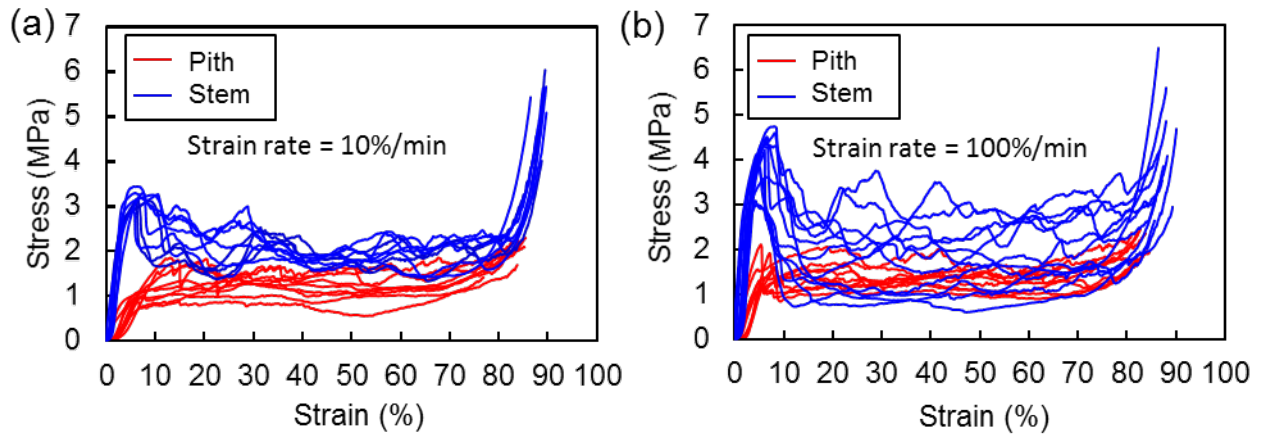 (a)
7
6
5
4
3
2
1
0
Stress (MPa)
Pith
Stem
Strain rate = 10%/min
0 10 20 30 40 50 60 70 80 90 100
Strain (%)
(b)
7
6
5
4
3
2
1
0
Stress (MPa)
Pith
Stem
Strain rate = 100%/min
0 10 20 30 40 50 60 70 80 90 100
Strain (%)